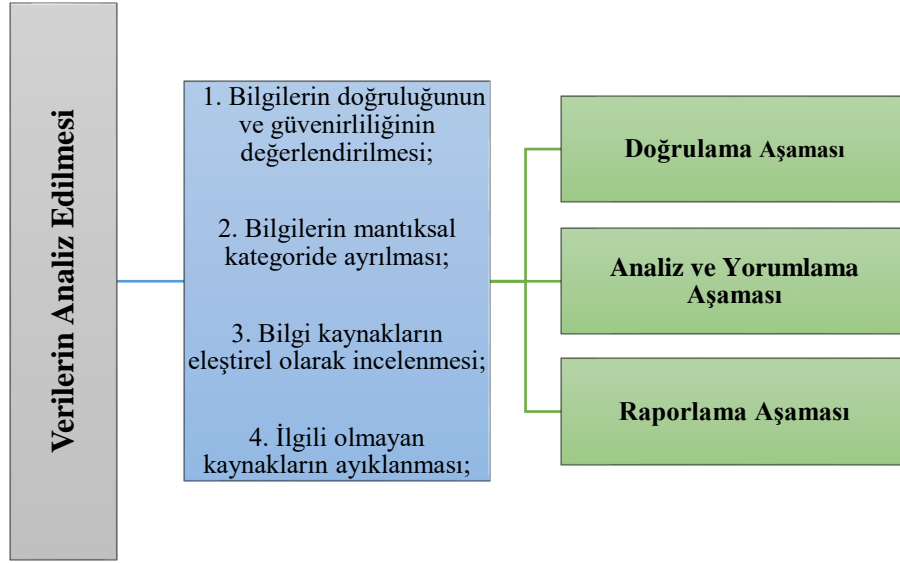 Verilerin Analiz Edilmesi
1. Bilgilerin doğruluğunun
ve güvenirliliğinin
değerlendirilmesi;
2. Bilgilerin mantıksal
kategoride ayrılması;
3. Bilgi kaynakların
eleştirel olarak incelenmesi;
4. İlgili olmayan
kaynakların ayıklanması;
Doğrulama Aşaması
Analiz ve Yorumlama
Aşaması
Raporlama Aşaması